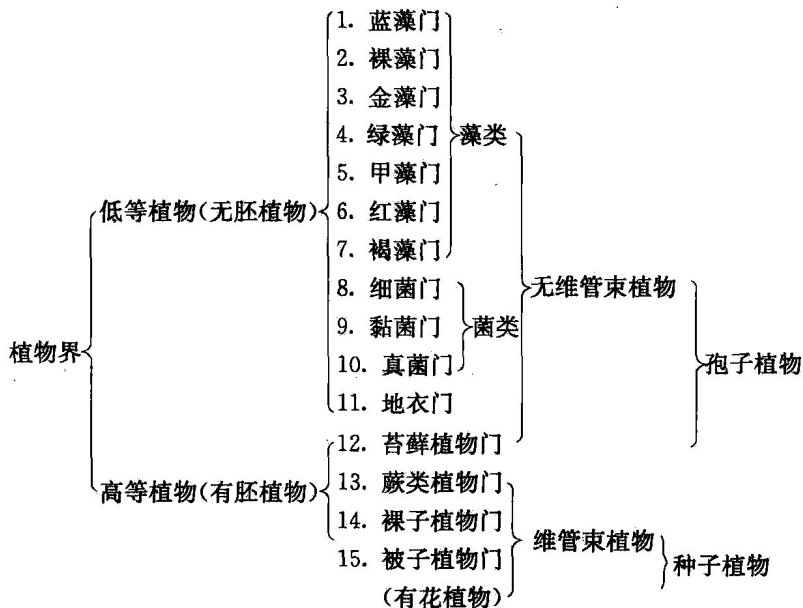 1. 蓝藻门
2. 裸藻门
3. 金藻门
4. 绿藻门
藻类
5. 甲藻门
低等植物(无胚植物)
6. 红藻门
7. 褐藻门
8. 细菌门
无维管束植物
9. 黏菌门
菌类
植物界
10. 真菌门
孢子植物
11. 地衣门
12. 苔藓植物门
高等植物(有胚植物)
13. 蕨类植物门
14. 裸子植物门
维管束植物
15. 被子植物门
种子植物
(有花植物)